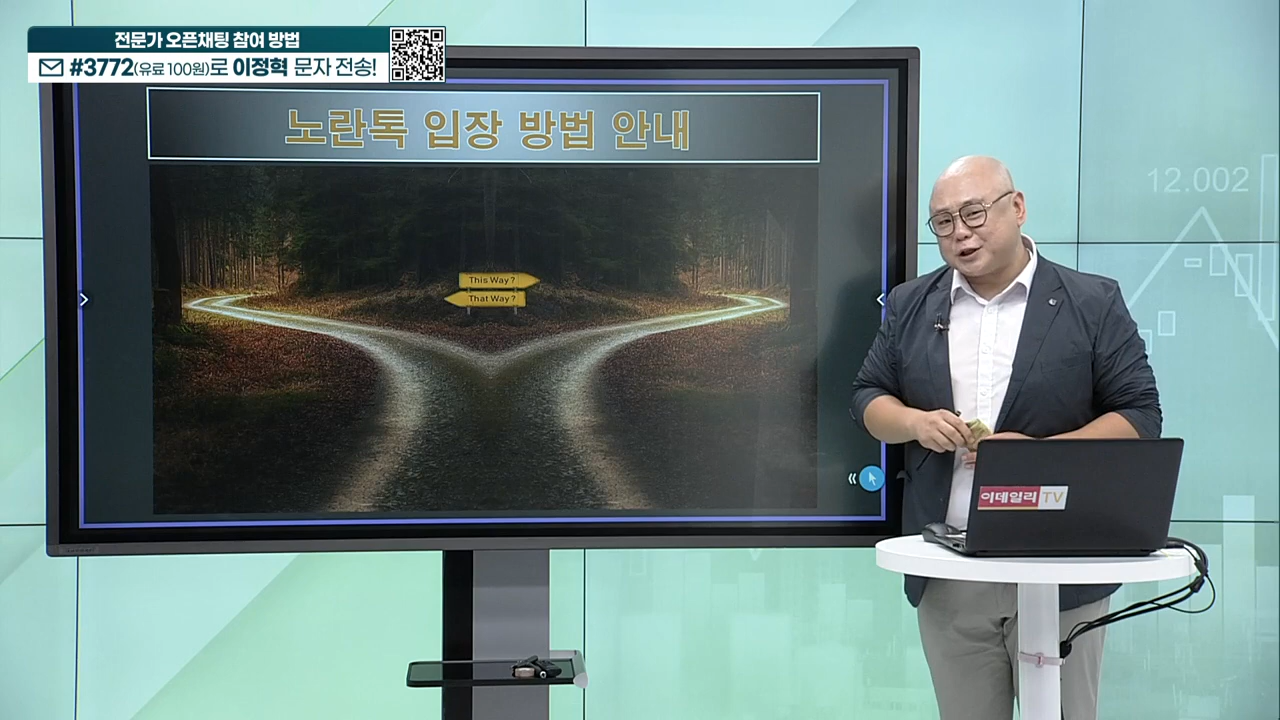 전문가 오픈채팅 참여 방법
#3772(유료 100원)로 이정혁 문자 전송!
노란톡 입장 방법 안내
This Way?
That Way?
12.002
이데일리 TV